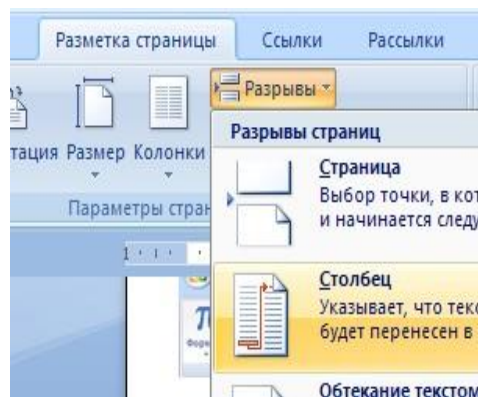 Разметка страницы Ссылки Рассылки
Разрывы
тация Размер Колонки
Разрывы страниц
Страница
Выбор точки, в кот
и начинается следу
Параметры стран
1
Столбец
Указывает, что текс
будет перенесен в
Обтекание текстом